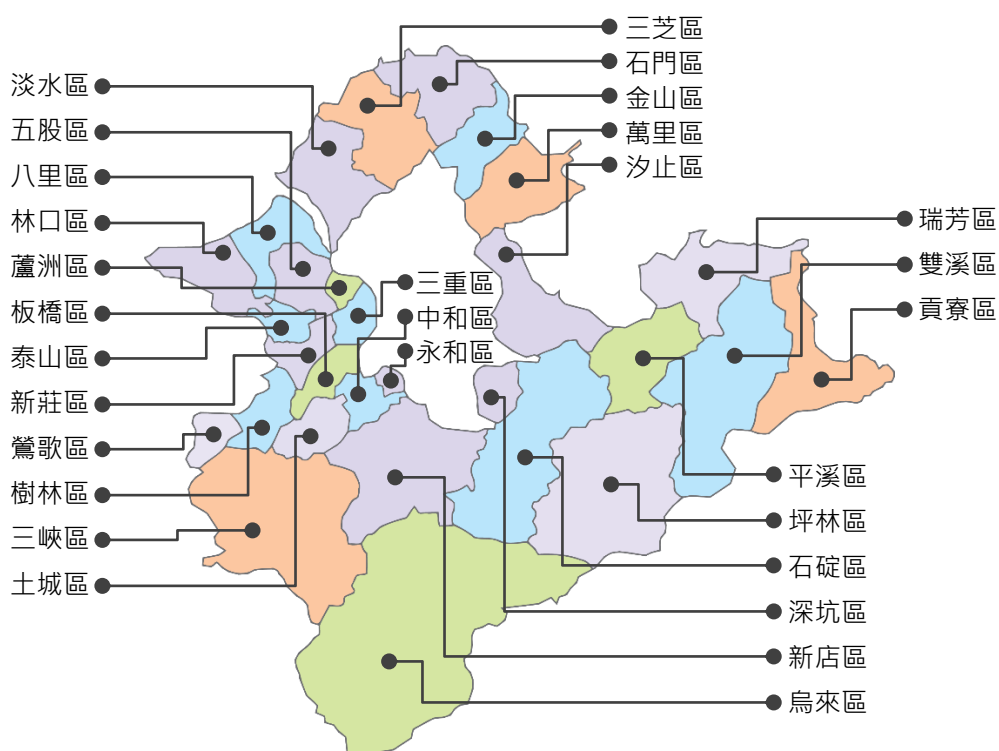 三芝區
石門區
金山區
萬里區
汐止區
淡水區
五股區
八里區
林口區
蘆洲區
板橋區
泰山區
新莊區
鶯歌區
樹林區
三峽區
土城區
三重區
中和區
永和區
瑞芳區
雙溪區
貢寮區
平溪區
坪林區
石碇區
深坑區
新店區
烏來區